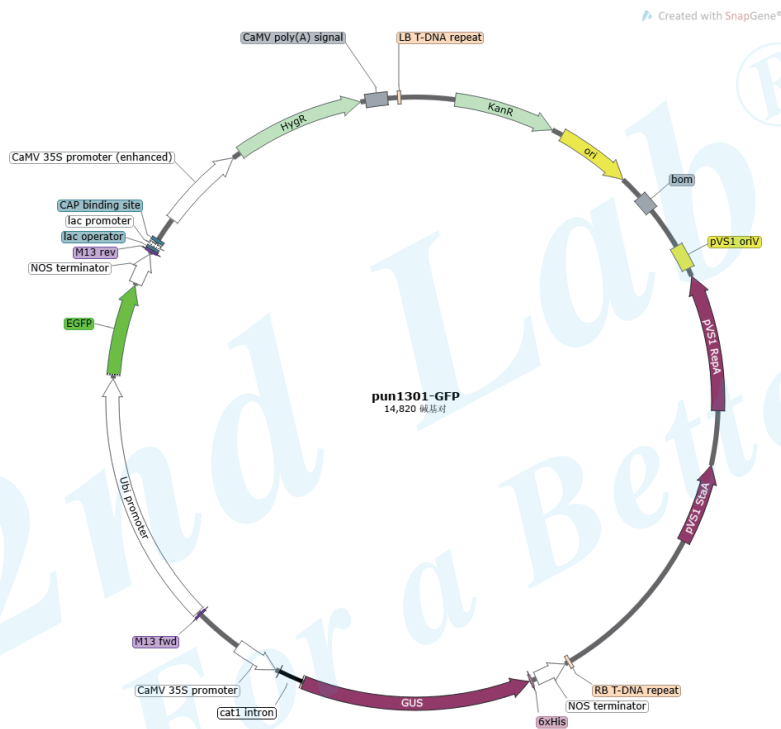 Created with SnapGene®
CaMV poly(A) signal
LB T-DNA repeat
HygR
KanR
ori
CaMV 35S promoter (enhanced)
bom
CAP binding site
lac promoter
lac operator
M13 rev
NOS terminator
pVS1 oriV
EGFP
pVS1 RepA
pun1301-GFP
14,820 碱基对
Ubi promoter
pVS1 StaA
M13 fwd
CaMV 35S promoter
cat1 intron
GUS
6xHis
NOS terminator
RB T-DNA repeat
2nd Lab
®
For a Bette